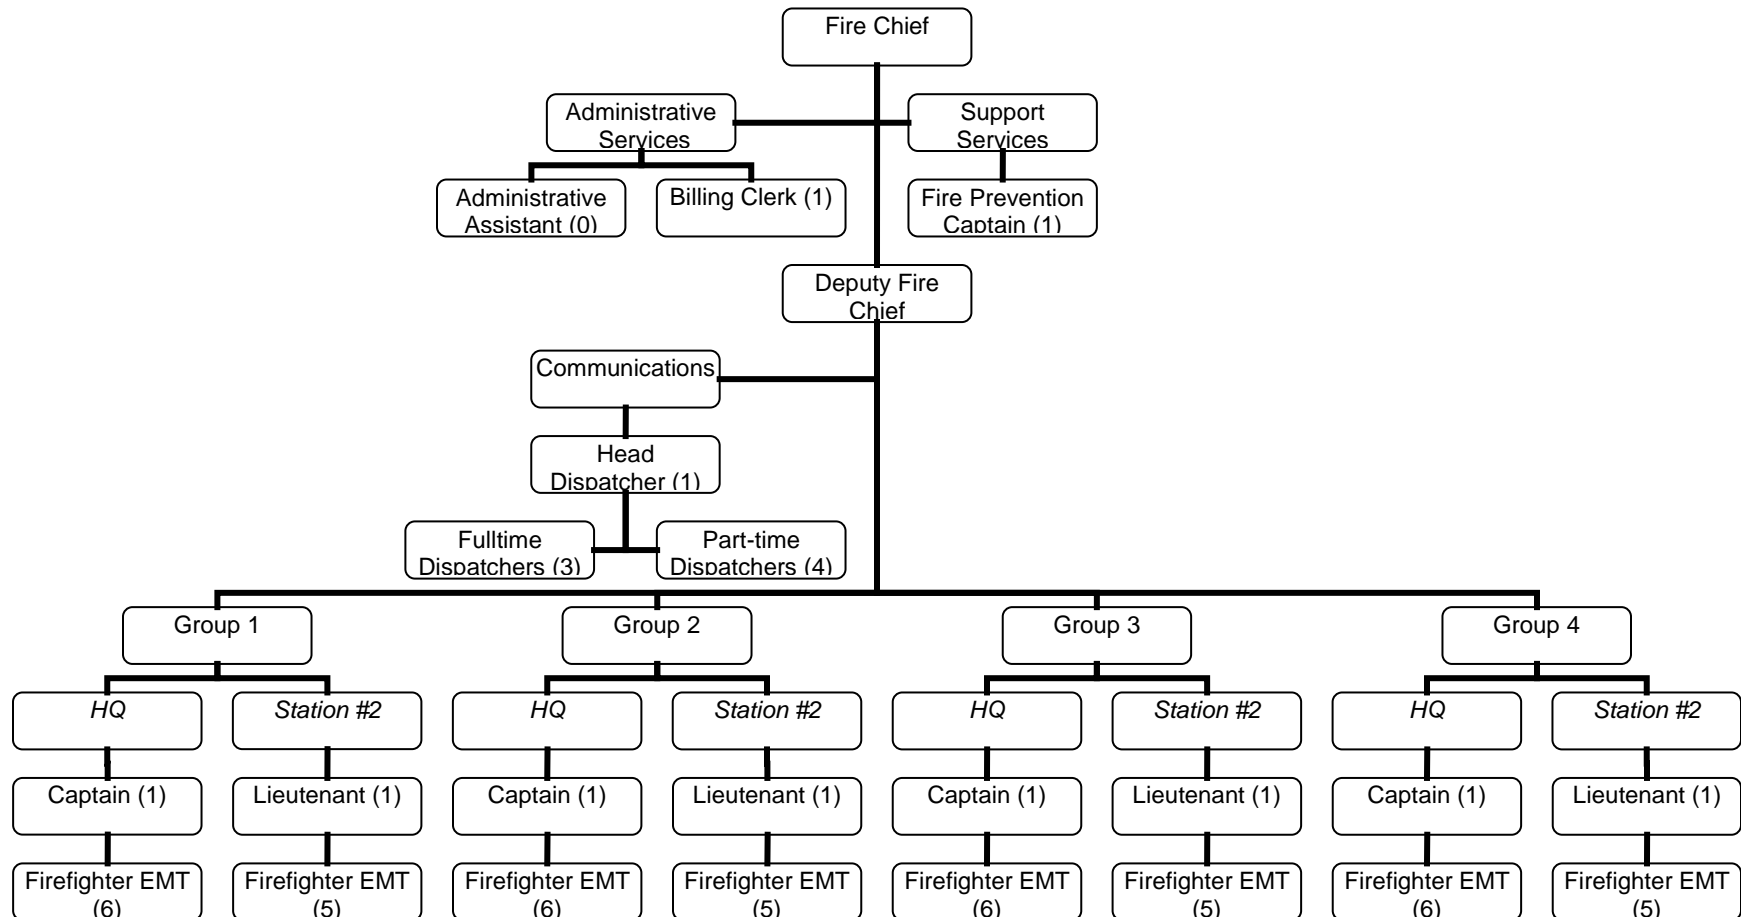 Fire Chief
Administrative
Services
Support
Services
Administrative
Assistant (0)
Billing Clerk (1)
Fire Prevention
Captain (1)
Deputy Fire
Chief
Communications
Head
Dispatcher (1)
Fulltime
Dispatchers (3)
Part-time
Dispatchers (4)
Group 1
Group 2
Group 3
Group 4
HQ
Station #2
HQ
Station #2
HQ
Station #2
HQ
Station #2
Captain (1)
Lieutenant (1)
Captain (1)
Lieutenant (1)
Captain (1)
Lieutenant (1)
Captain (1)
Lieutenant (1)
Firefighter EMT
(6)
Firefighter EMT
(5)
Firefighter EMT
(6)
Firefighter EMT
(5)
Firefighter EMT
(6)
Firefighter EMT
(5)
Firefighter EMT
(6)
Firefighter EMT
(5)